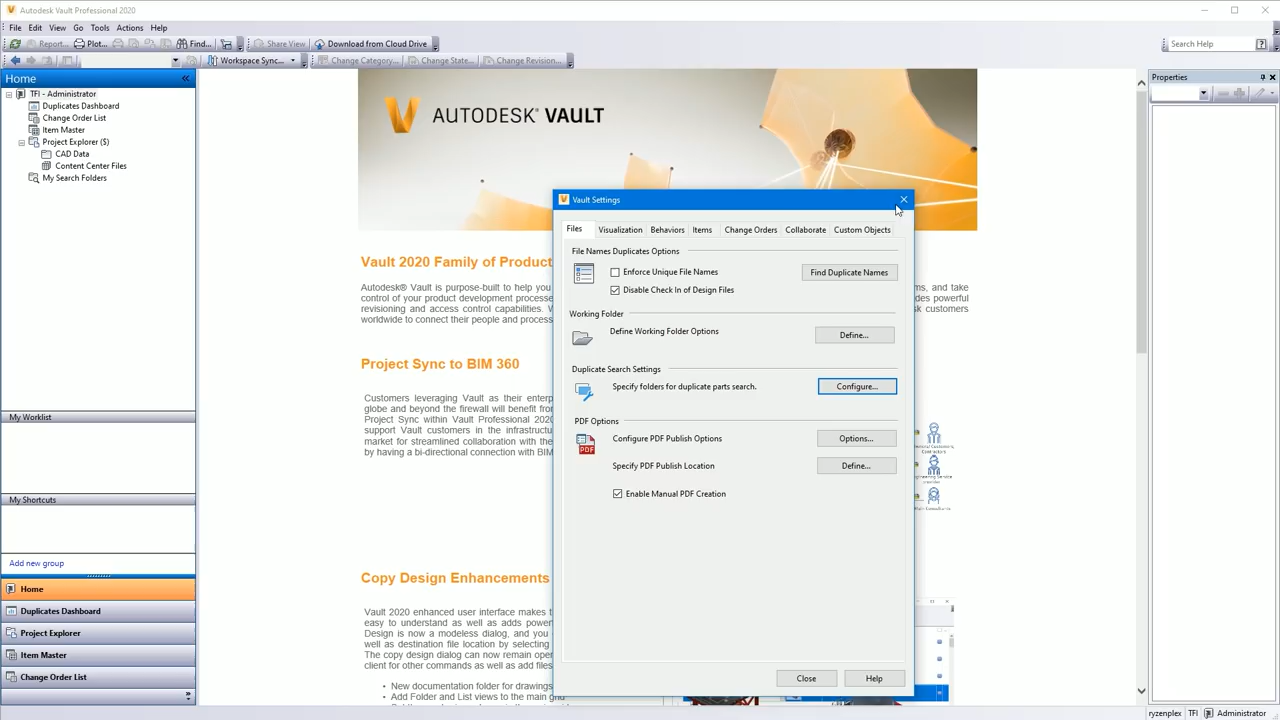 Autodesk Vault Professional 2020
File Edit View Go Tools Actions Help
Report... Plot... Find... Share View Download from Cloud Drive Search Help
Workspace Sync... Change Category... Change State... Change Revision...
Home
TFI - Administrator
Duplicates Dashboard
Change Order List
Item Master
Project Explorer ($)
CAD Data
Content Center Files
My Search Folders
My Worklist
My Shortcuts
Add new group
Home
Duplicates Dashboard
Project Explorer
Item Master
Change Order List
AUTODESK® VAULT
Vault 2020 Family of Product
Autodesk® Vault is purpose-built to help you
control of your product development processe
revisioning and access control capabilities. W
worldwide to connect their people and process
ms, and take
des powerful
sk customers
Project Sync to BIM 360
Customers leveraging Vault as their enterp
globe and beyond the firewall will benefit from
Project Sync within Vault Professional 2020
support Vault customers in the infrastructu
market for streamlined collaboration with the
by having a bi-directional connection with BIM
Copy Design Enhancements
Vault 2020 enhanced user interface makes t
easy to understand as well as adds power
Design is now a modeless dialog, and you
well as destination file location by selecting
The copy design dialog can now remain open
client for other commands as well as add files
• New documentation folder for drawings
• Add Folder and List views to the main grid
Vault Settings
Files Visualization Behaviors Items Change Orders Collaborate Custom Objects
File Names Duplicates Options
Enforce Unique File Names Find Duplicate Names
Disable Check In of Design Files
Working Folder
Define Working Folder Options Define...
Duplicate Search Settings
Specify folders for duplicate parts search. Configure...
PDF Options
Configure PDF Publish Options Options...
PDF
Specify PDF Publish Location Define...
Enable Manual PDF Creation
Close Help
Properties
ryzenplex TFI Administrator